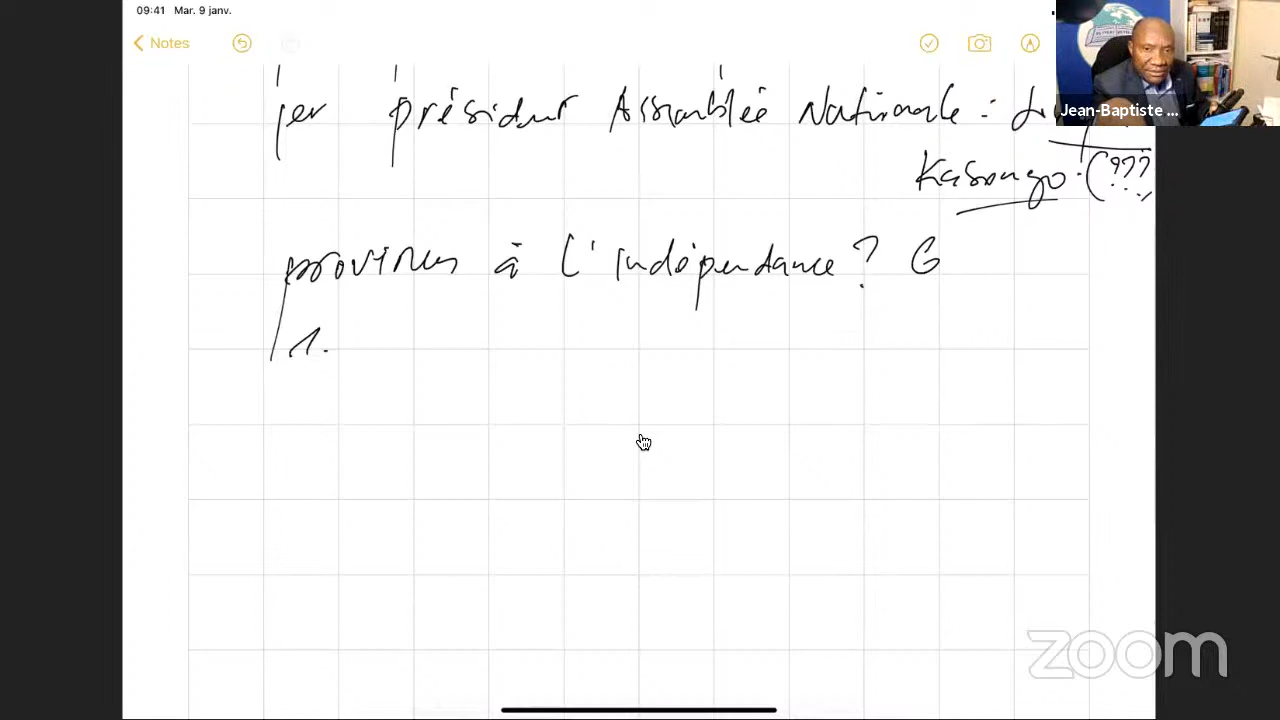 09:41 Mar. 9 janv.
Notes
Jean-Baptiste ...
1er président Assemblée Nationale :
Kasongo. (???
provinces à l'indépendance ? 6
1.
zoom